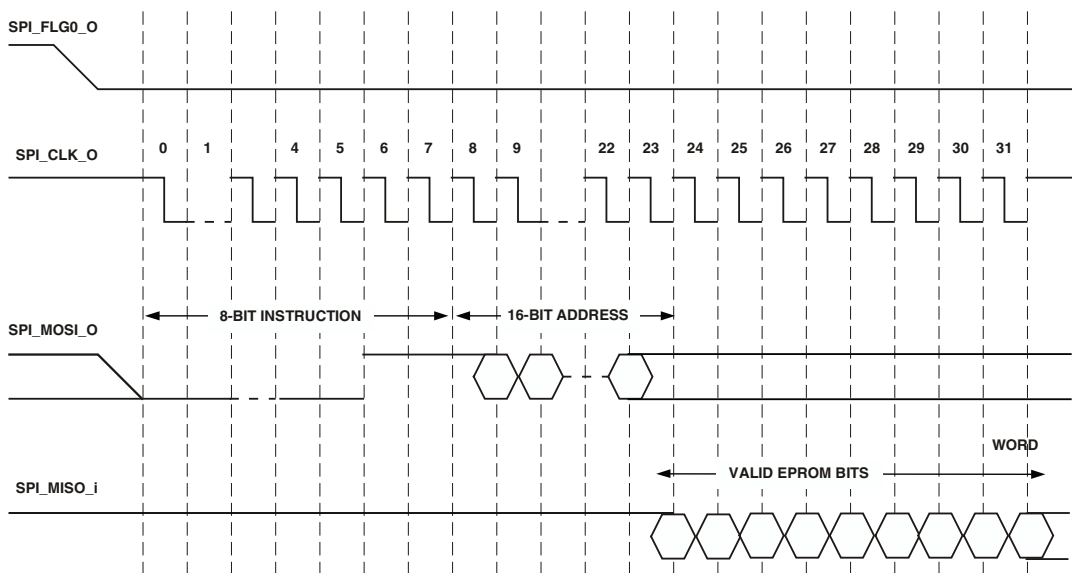 SPI_FLG0_O
SPI_CLK_O
0 1 4 5 6 7 8 9 22 23 24 25 26 27 28 29 30 31
8-BIT INSTRUCTION
16-BIT ADDRESS
SPI_MOSI_O
WORD
VALID EPROM BITS
SPI_MISO_i